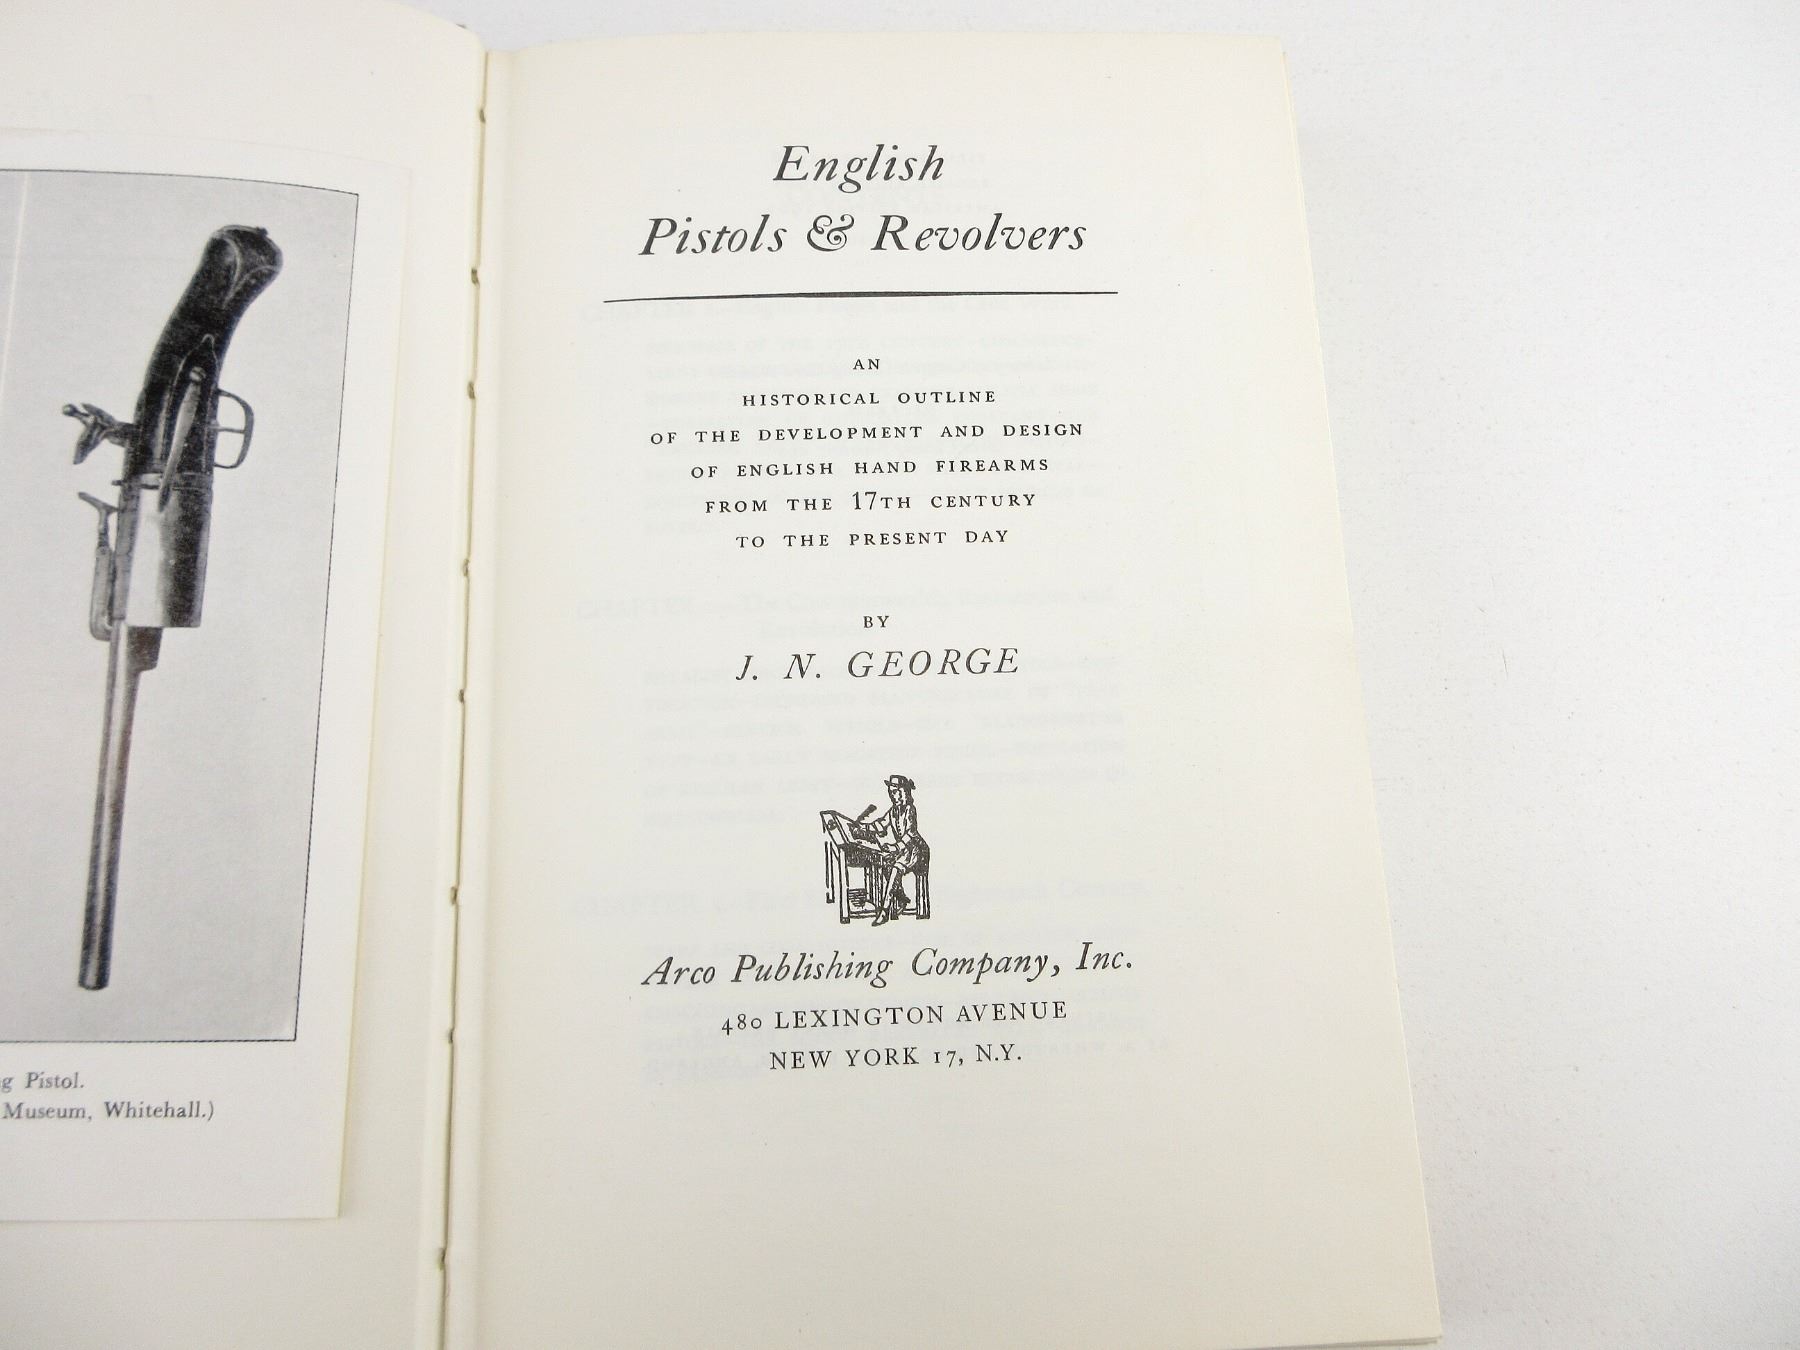 g Pistol.
Museum, Whitehall.)
English
Pistols & Revolvers
AN
HISTORICAL OUTLINE
OF THE DEVELOPMENT AND DESIGN
OF ENGLISH HAND FIREARMS
FROM THE 17TH CENTURY
TO THE PRESENT DAY
BY
J. N. GEORGE
Arco Publishing Company, Inc.
480 LEXINGTON AVENUE
NEW YORK 17, N.Y.